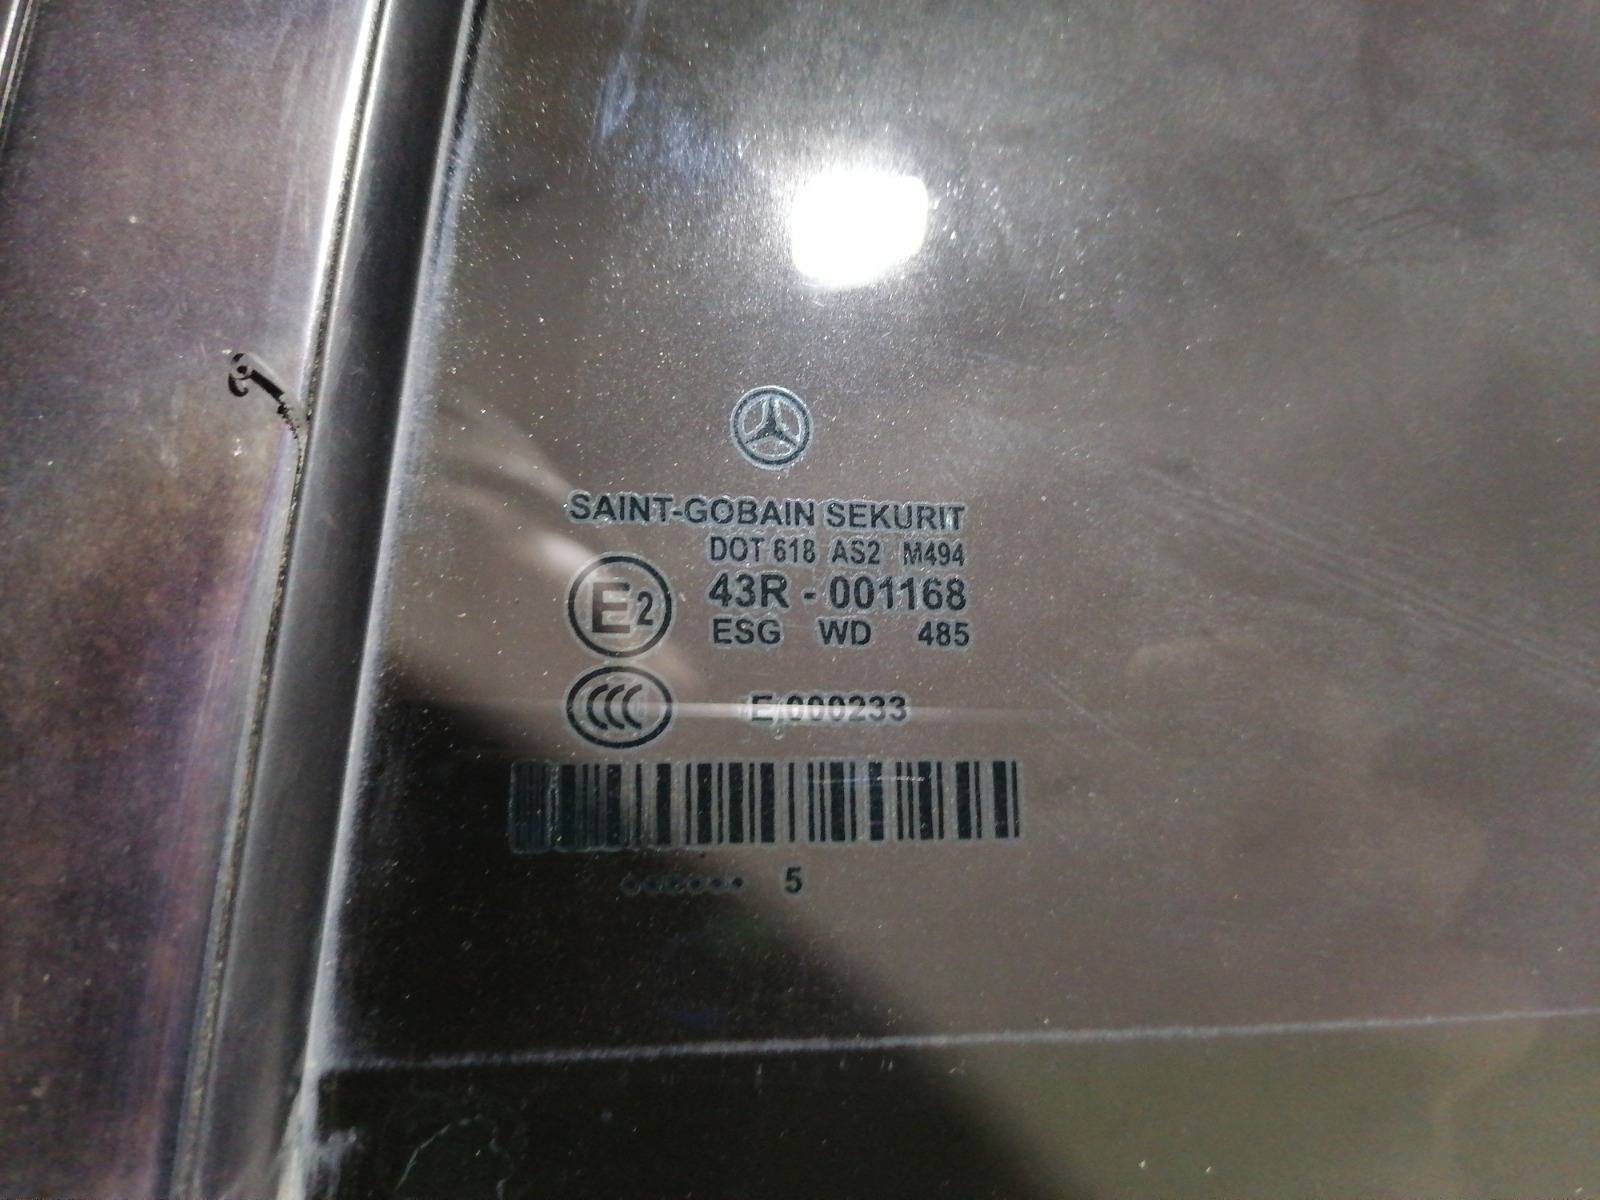 SAINT-GOBAIN SEKURIT
DOT 618 AS2 M494
E2 43R - 001168
ESG WD 485
CCC E 000233
...... 5